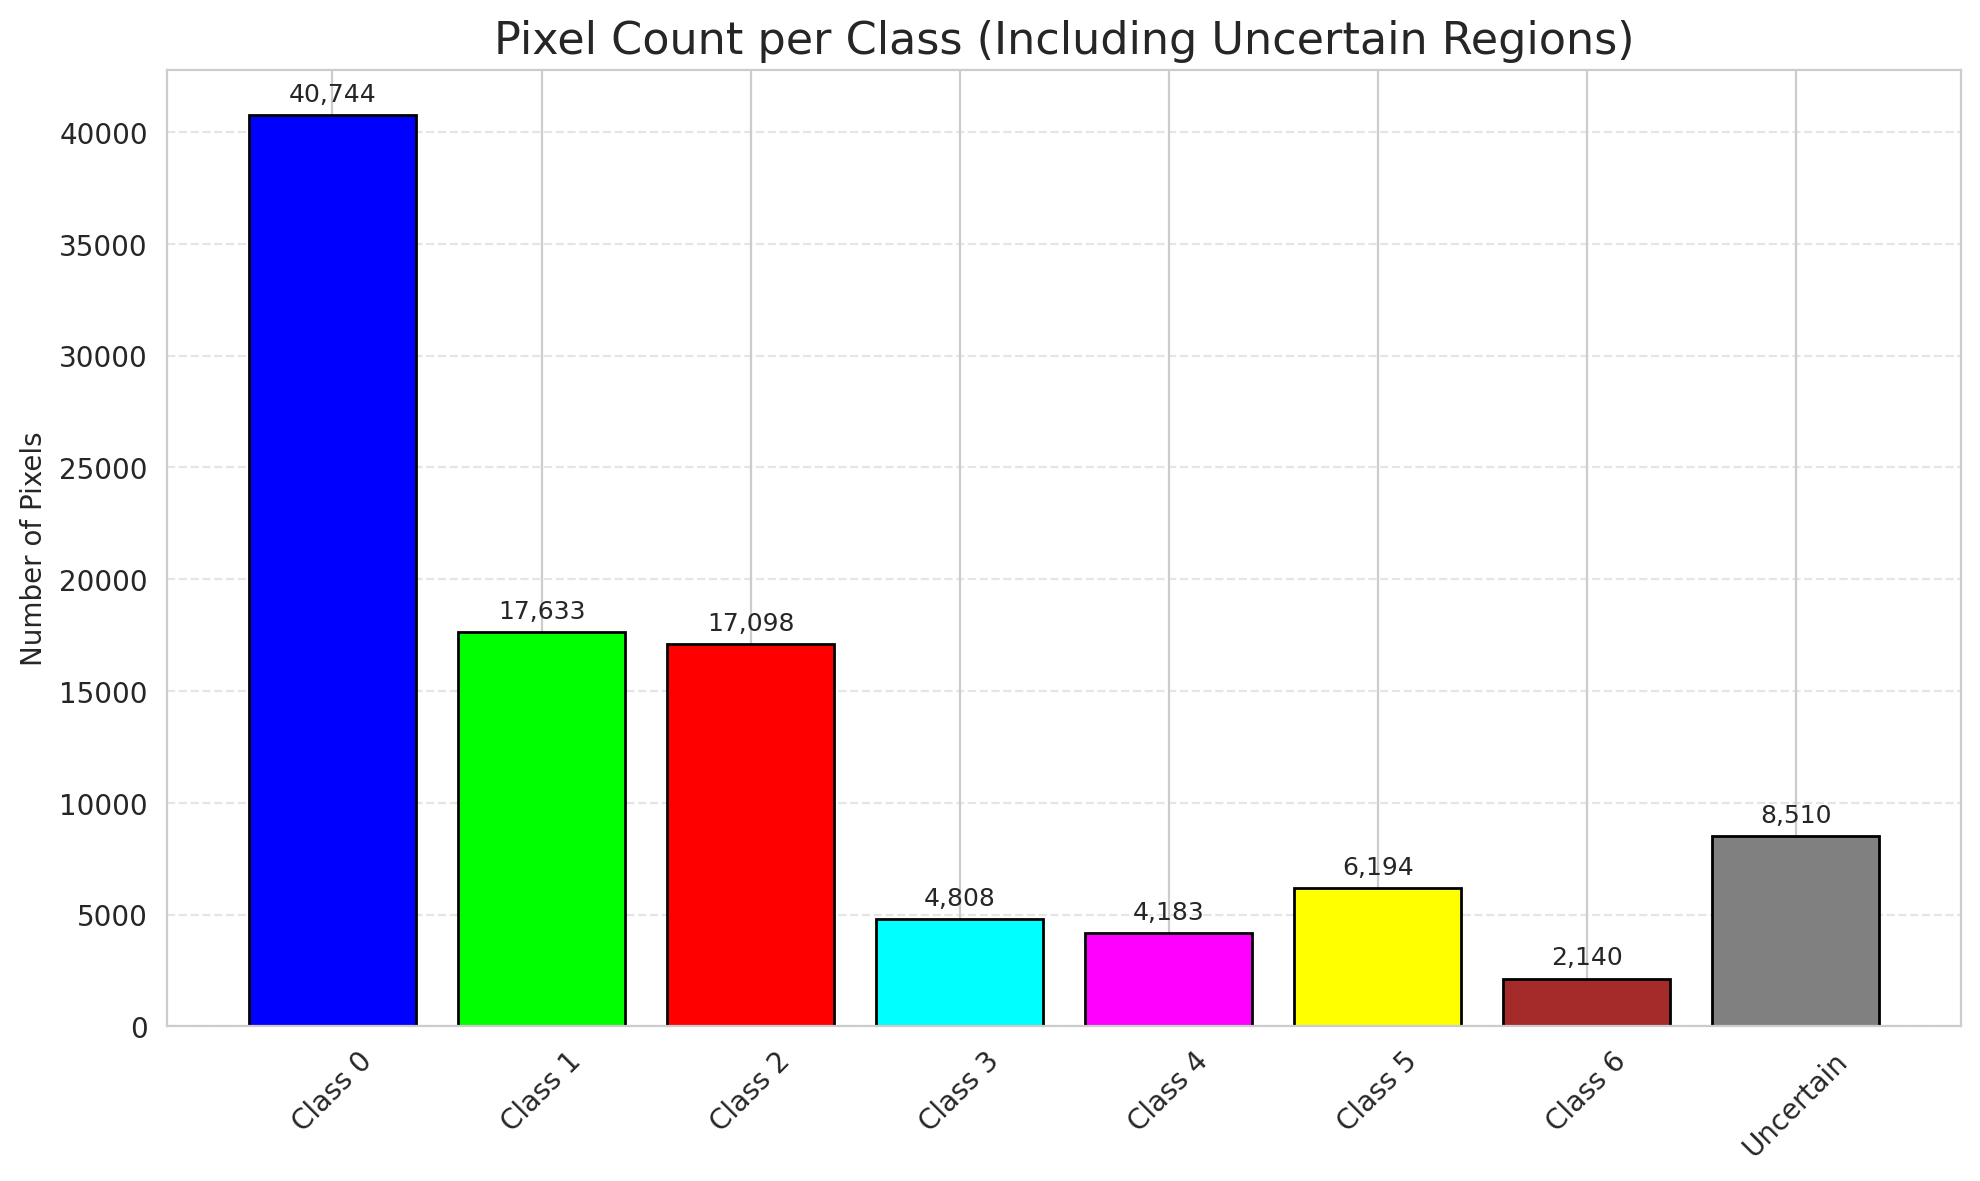 Pixel Count per Class (Including Uncertain Regions)
Number of Pixels
40000
35000
30000
25000
20000
15000
10000
5000
0
40,744
17,633
17,098
4,808
4,183
6,194
2,140
8,510
Class 0
Class 1
Class 2
Class 3
Class 4
Class 5
Class 6
Uncertain